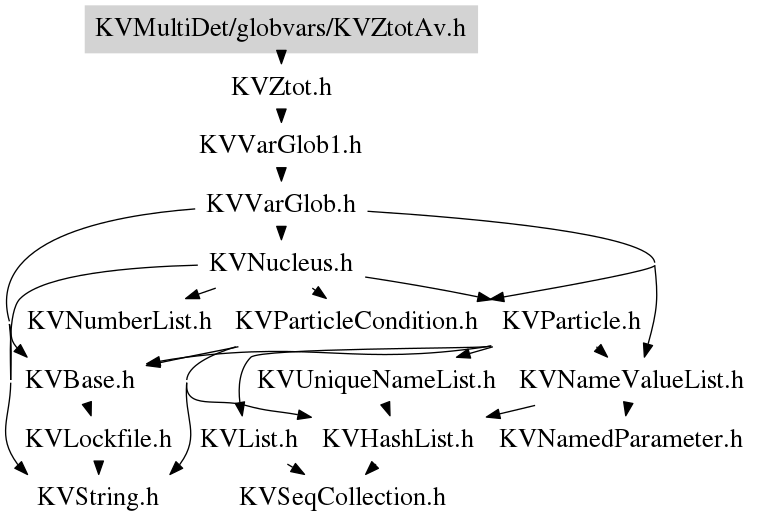 KVMultiDet/globvars/KVZtotAv.h
KVZtot.h
KVVarGlob1.h
KVVarGlob.h
KVNucleus.h
KVNumberList.h
KVParticleCondition.h
KVParticle.h
KVBase.h
KVUniqueNameList.h
KVNameValueList.h
KVLockfile.h
KVList.h
KVHashList.h
KVNamedParameter.h
KVString.h
KVSeqCollection.h